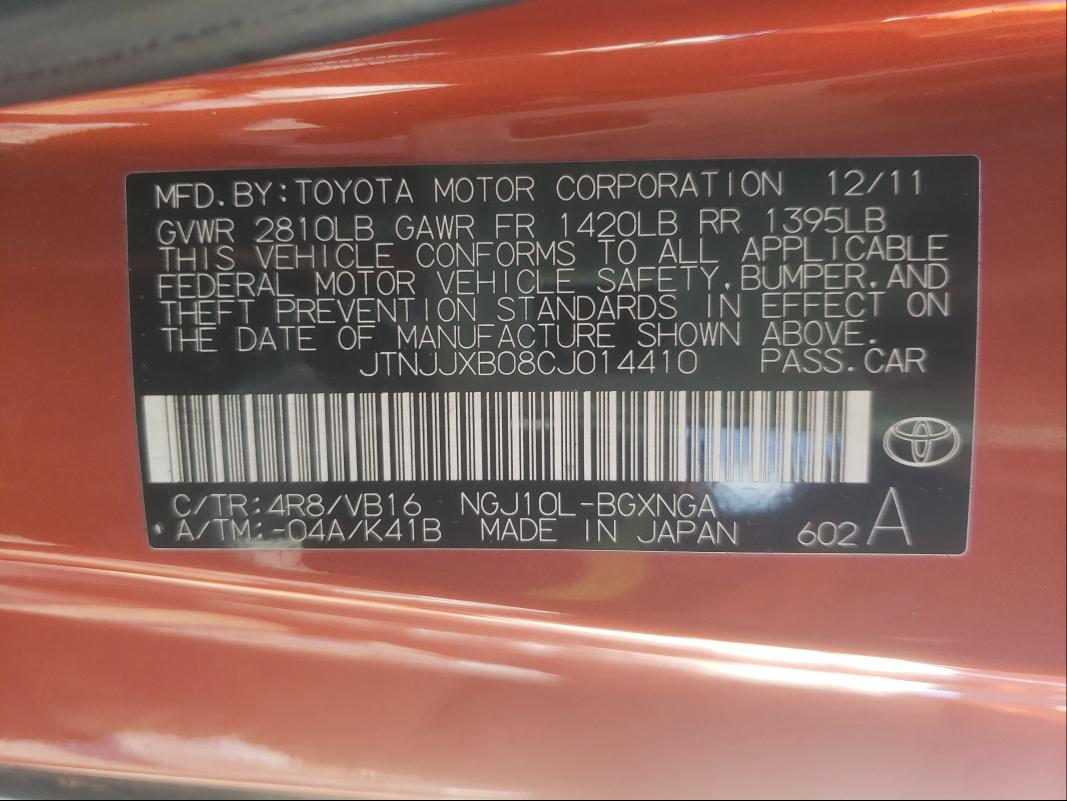 MFD.BY:TOYOTA MOTOR CORPORATION 12/11
GVWR 2810LB GAWR FR 1420LB RR 1395LB
THIS VEHICLE CONFORMS TO ALL APPLICABLE
FEDERAL MOTOR VEHICLE SAFETY,BUMPER,AND
THEFT PREVENTION STANDARDS IN EFFECT ON
THE DATE OF MANUFACTURE SHOWN ABOVE.
JTNJJXB08CJ014410 PASS.CAR
C/TR:4R8/VB16 NGJ10L-BGXNGA
A/TM:-04A/K41B MADE IN JAPAN 602 A